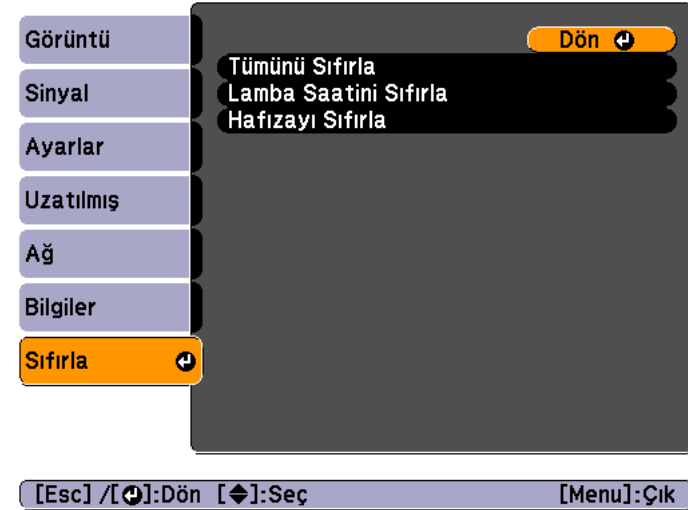 Görüntü
Sinyal
Ayarlar
Uzatılmış
Ağ
Bilgiler
Sıfırla
Dön
Tümünü Sıfırla
Lamba Saatini Sıfırla
Hafızayı Sıfırla
[Esc] /[⏎]:Dön [◆]:Seç [Menu]:Çık